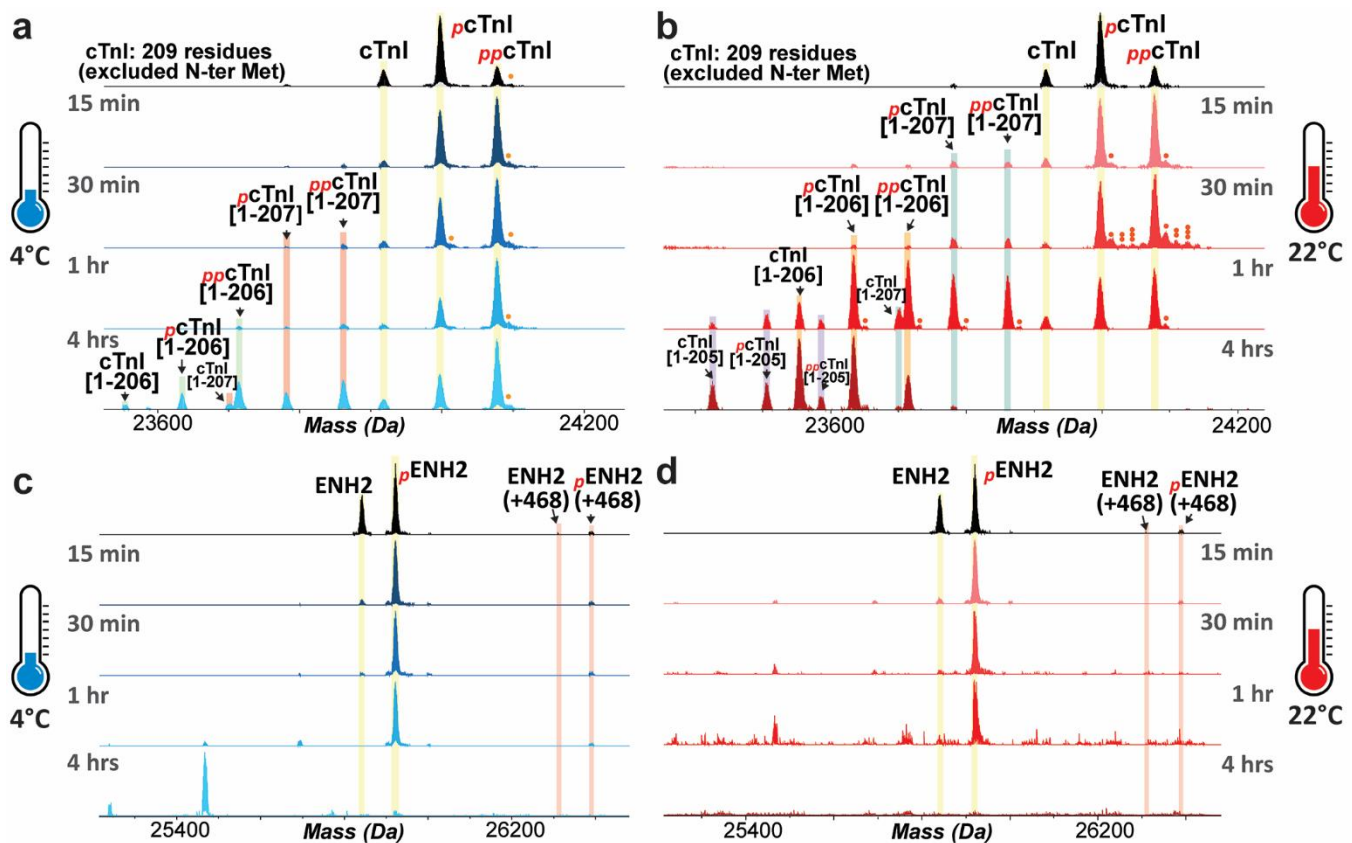 a
cTnI: 209 residues
(excluded N-ter Met)
cTnI
pcTnI
ppcTnI
15 min
30 min
pcTnI
[1-207]
ppcTnI
[1-207]
4°C
1 hr
ppcTnI
[1-206]
4 hrs
pcTnI
[1-206]
cTnI
[1-206]
cTnI
[1-207]
23600
Mass (Da)
24200
b
cTnI: 209 residues
(excluded N-ter Met)
cTnI
pcTnI
ppcTnI
15 min
pcTnI
[1-207]
ppcTnI
[1-207]
30 min
pcTnI
[1-206]
ppcTnI
[1-206]
22°C
1 hr
cTnI
[1-206]
cTnI
[1-207]
4 hrs
cTnI
[1-205]
pcTnI
[1-205]
ppcTnI
[1-205]
23600
Mass (Da)
24200
c
ENH2
pENH2
ENH2
(+468)
pENH2
(+468)
15 min
30 min
1 hr
4°C
4 hrs
25400
Mass (Da)
26200
d
ENH2
pENH2
ENH2
(+468)
pENH2
(+468)
15 min
30 min
1 hr
22°C
4 hrs
25400
Mass (Da)
26200